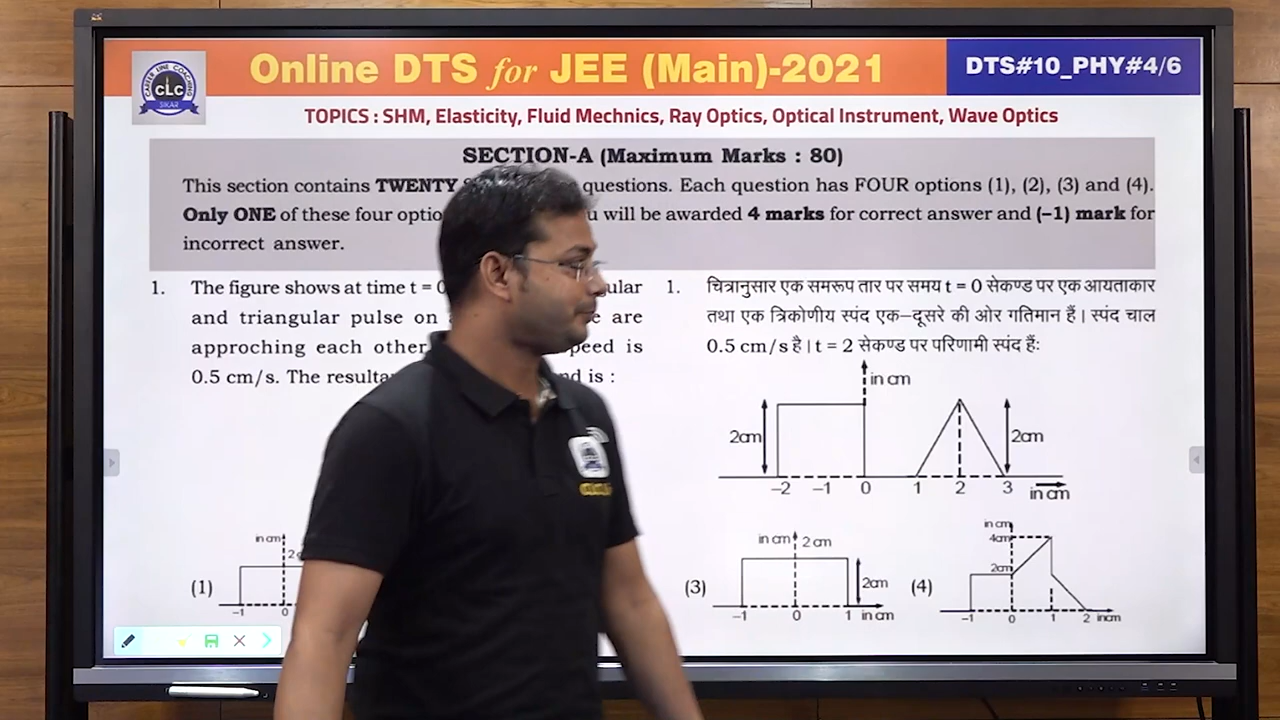 Online DTS for JEE (Main)-2021
DTS#10_PHY#4/6
CAREER LINE COACHING
CLC
SIKAR
TOPICS : SHM, Elasticity, Fluid Mechnics, Ray Optics, Optical Instrument, Wave Optics
SECTION-A (Maximum Marks : 80)
This section contains TWENTY questions. Each question has FOUR options (1), (2), (3) and (4).
Only ONE of these four will be awarded 4 marks for correct answer and (–1) mark for
incorrect answer.
1. The figure shows at time t =
and triangular pulse on are
approching each other is
0.5 cm/s. The is :
1. चित्रानुसार एक समरूप तार पर समय t = 0 सेकण्ड पर एक आयताकार
तथा एक त्रिकोणीय स्पंद एक–दूसरे की ओर गतिमान हैं। स्पंद चाल
0.5 cm/s है। t = 2 सेकण्ड पर परिणामी स्पंद हैः
in cm
2cm 2cm
–2 –1 0 1 2 3 in cm
(1) in cm
–1 0
(3) in cm 2 cm
2cm
–1 0 1 in cm
(4) in cm
4cm
2cm
–1 0 1 2 in cm